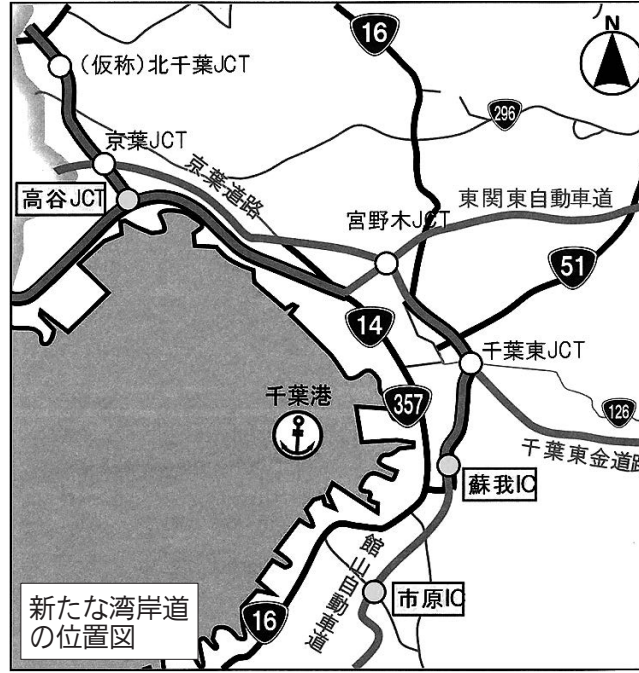 N
16
(仮称)北千葉JCT
296
京葉JCT
京葉道路
高谷JCT
東関東自動車道
宮野木JCT
51
14
千葉東JCT
千葉港
357
126
千葉東金道路
蘇我IC
館山自動車道
市原IC
新たな湾岸道
の位置図
16